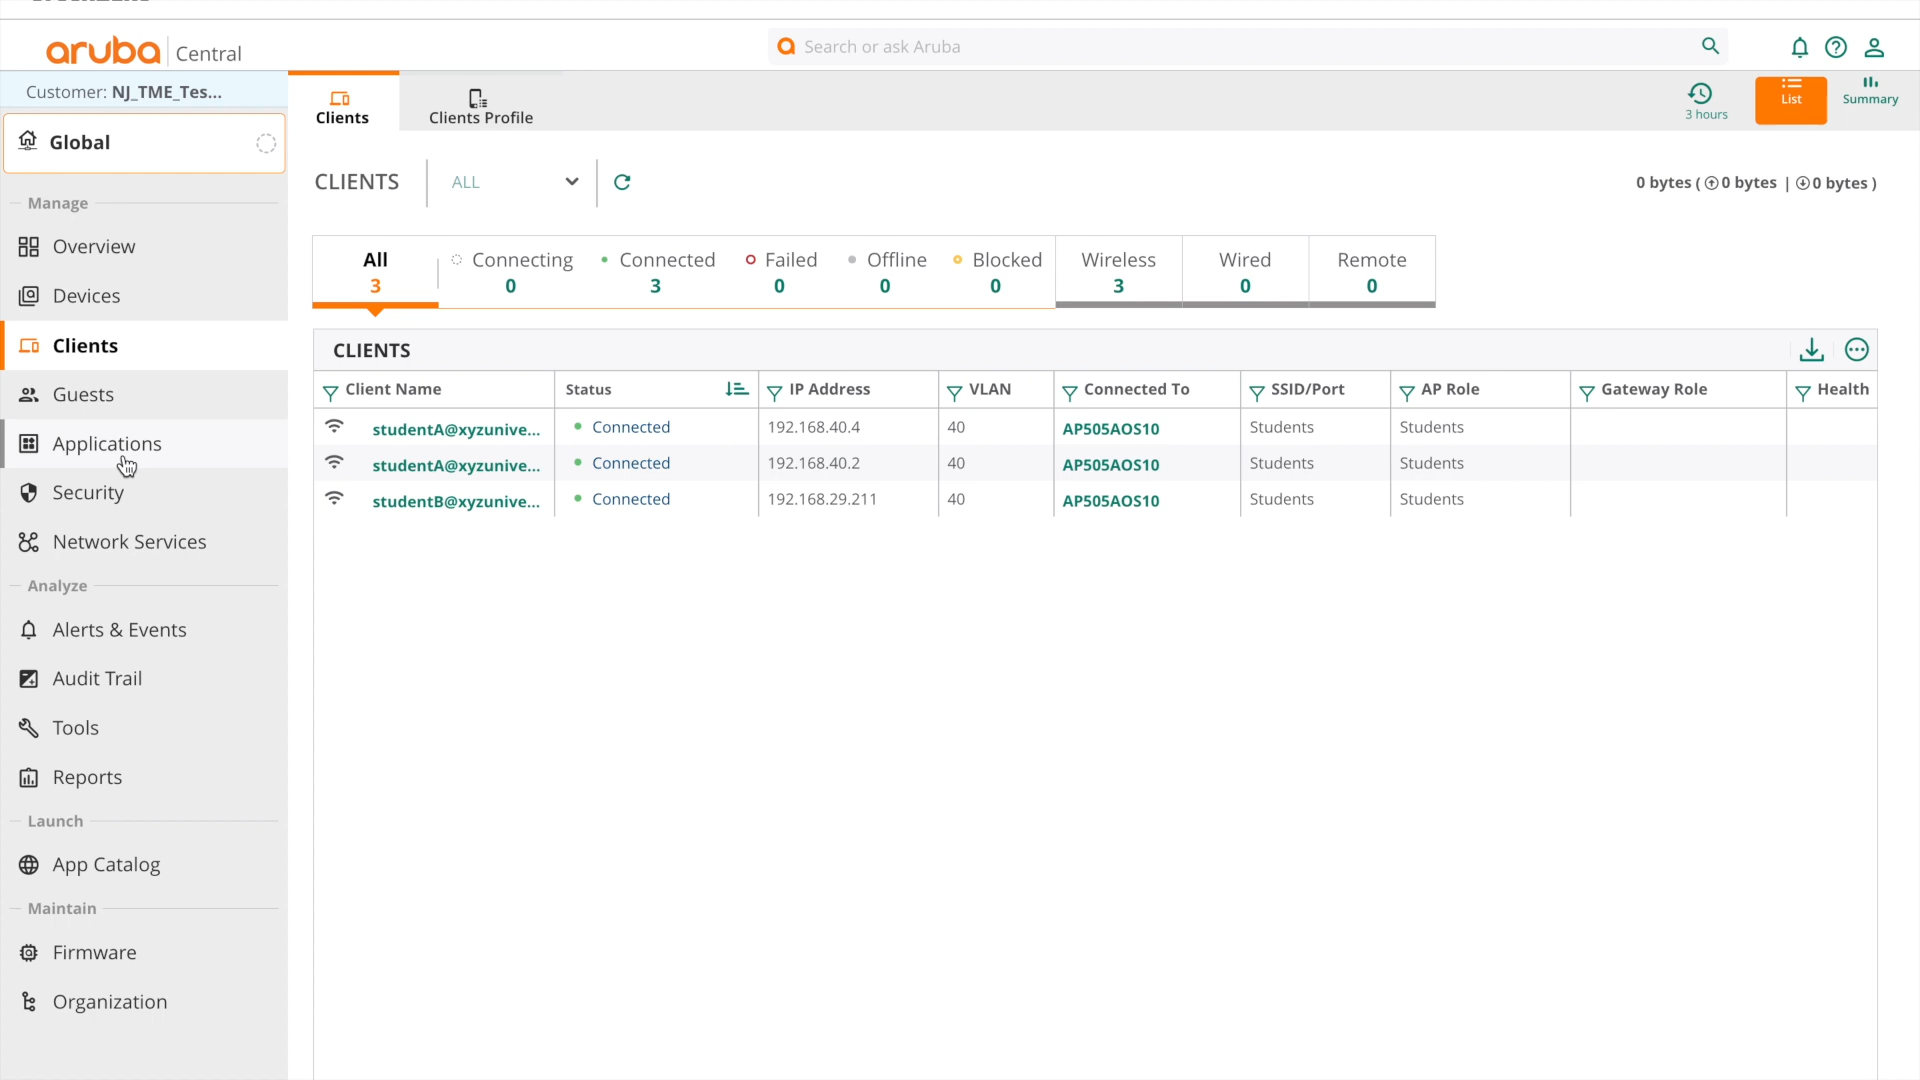 aruba Central
Search or ask Aruba
Customer: NJ_TME_Tes...
Clients
Clients Profile
3 hours
List
Summary
Global
CLIENTS
ALL
0 bytes ( 0 bytes | 0 bytes )
Manage
Overview
Devices
Clients
Guests
Applications
Security
Network Services
Analyze
Alerts & Events
Audit Trail
Tools
Reports
Launch
App Catalog
Maintain
Firmware
Organization
All Connecting Connected Failed Offline Blocked Wireless Wired Remote
3 0 3 0 0 0 3 0 0
CLIENTS
Client Name Status IP Address VLAN Connected To SSID/Port AP Role Gateway Role Health
studentA@xyzunive... Connected 192.168.40.4 40 AP505AOS10 Students Students
studentA@xyzunive... Connected 192.168.40.2 40 AP505AOS10 Students Students
studentB@xyzunive... Connected 192.168.29.211 40 AP505AOS10 Students Students